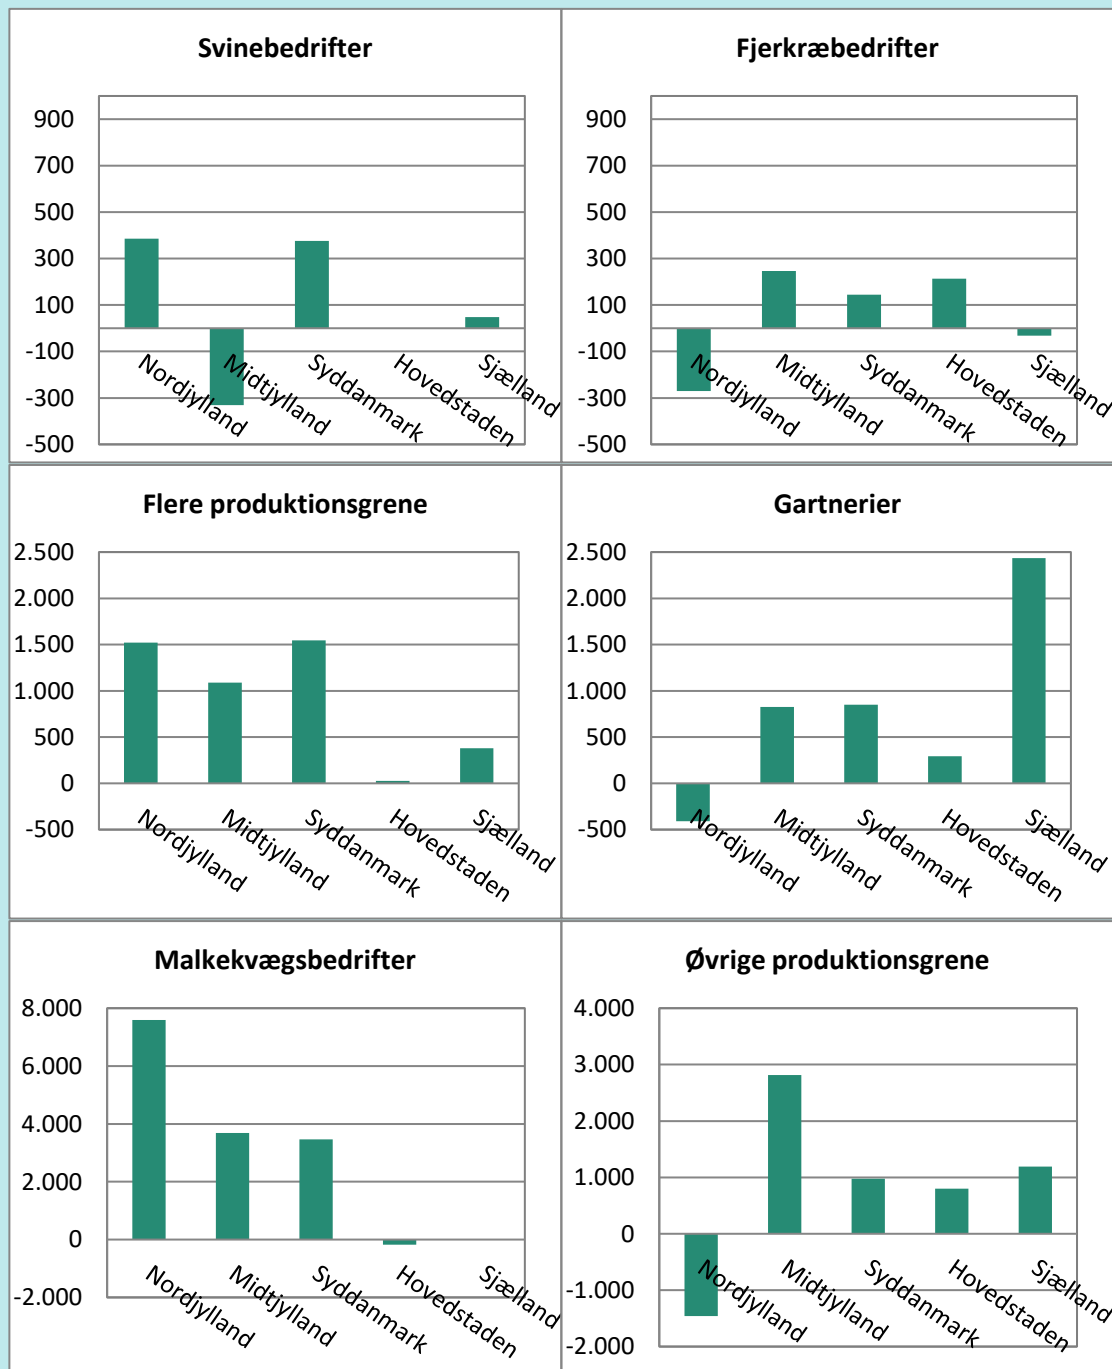 Svinebedrifter
900
700
500
300
100
-100
-300
-500
Nordjylland
Midtjylland
Syddanmark
Hovedstaden
Sjælland
Fjerkræbedrifter
900
700
500
300
100
-100
-300
-500
Nordjylland
Midtjylland
Syddanmark
Hovedstaden
Sjælland
Flere produktionsgrene
2.500
2.000
1.500
1.000
500
0
-500
Nordjylland
Midtjylland
Syddanmark
Hovedstaden
Sjælland
Gartnerier
2.500
2.000
1.500
1.000
500
0
-500
Nordjylland
Midtjylland
Syddanmark
Hovedstaden
Sjælland
Malkekvægsbedrifter
8.000
6.000
4.000
2.000
0
-2.000
Nordjylland
Midtjylland
Syddanmark
Hovedstaden
Sjælland
Øvrige produktionsgrene
4.000
3.000
2.000
1.000
0
-1.000
-2.000
Nordjylland
Midtjylland
Syddanmark
Hovedstaden
Sjælland